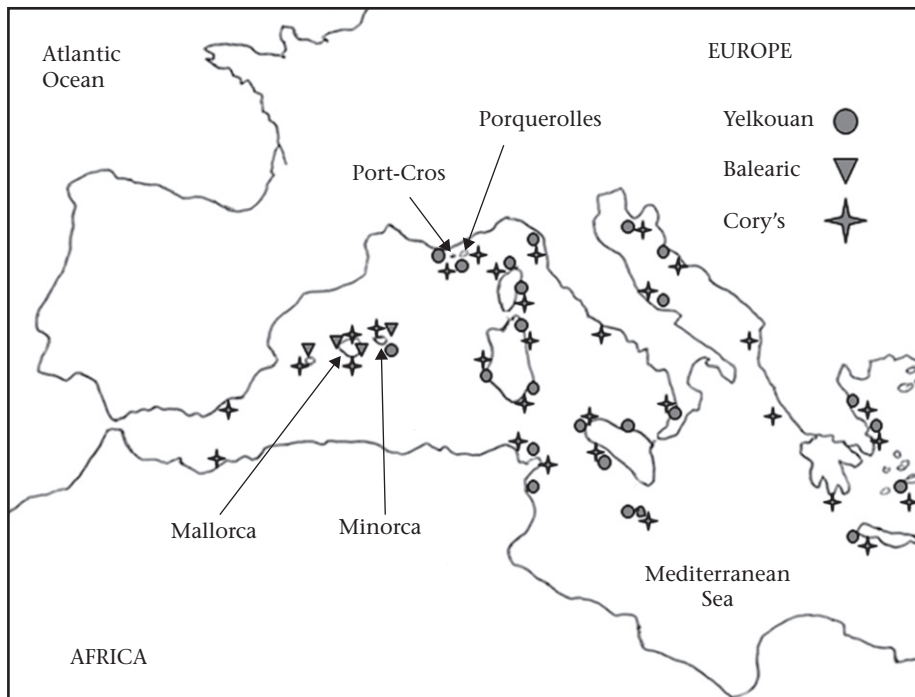 Atlantic
Ocean
EUROPE
Yelkouan
Balearic
Cory's
Porquerolles
Port-Cros
Mallorca
Minorca
Mediterranean
Sea
AFRICA